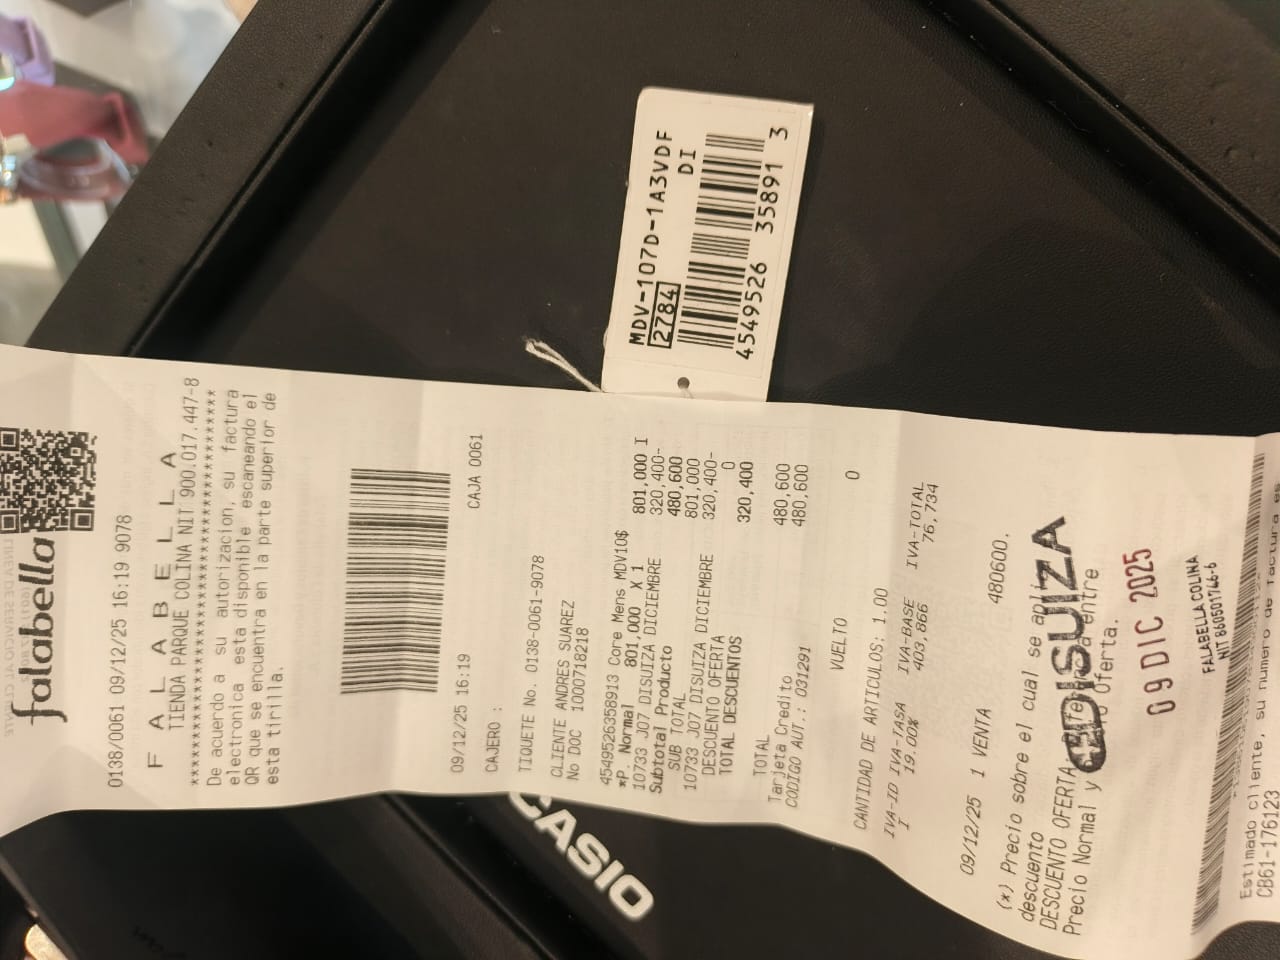 falabella
0138/0061 09/12/25 16:19 9078
F A L A B E L L A
TIENDA PARQUE COLINA NIT 900.017.447-8
**************************************
De acuerdo a su autorizacion, su factura
electronica esta disponible escaneando el
QR que se encuentra en la parte superior de
esta tirilla.
09/12/25 16:19
CAJERO : CAJA 0061
TIQUETE No. 0138-0061-9078
CLIENTE ANDRES SUAREZ
No DOC 1000718218
4549526358913 Core Mens MDV10$
*P. Normal 801,000 X 1 801,000 I
10733 J07 DISUIZA DICIEMBRE 320,400-
Subtotal Producto 480,600
SUB TOTAL 801,000
10733 J07 DISUIZA DICIEMBRE 320,400-
DESCUENTO OFERTA 0
TOTAL DESCUENTOS 320,400
TOTAL 480,600
Tarjeta Credito 480,600
CODIGO AUT.: 031291
VUELTO 0
CANTIDAD DE ARTICULOS: 1.00
IVA-ID IVA-TASA IVA-BASE IVA-TOTAL
I 19.00% 403,866 76,734
09/12/25 1 VENTA 480600.
(*) Precio sobre el cual se
descuento
DESCUENTO OFERTA entre
Precio Normal y Oferta.
DISUIZA
09 DIC 2025
FALABELLA COLINA
NIT 860501746-6
Estimado cliente, su numero de factura es
CB61-176123
MDV-107D-1A3VDF
2784 DI
4549526 35891 3
CASIO